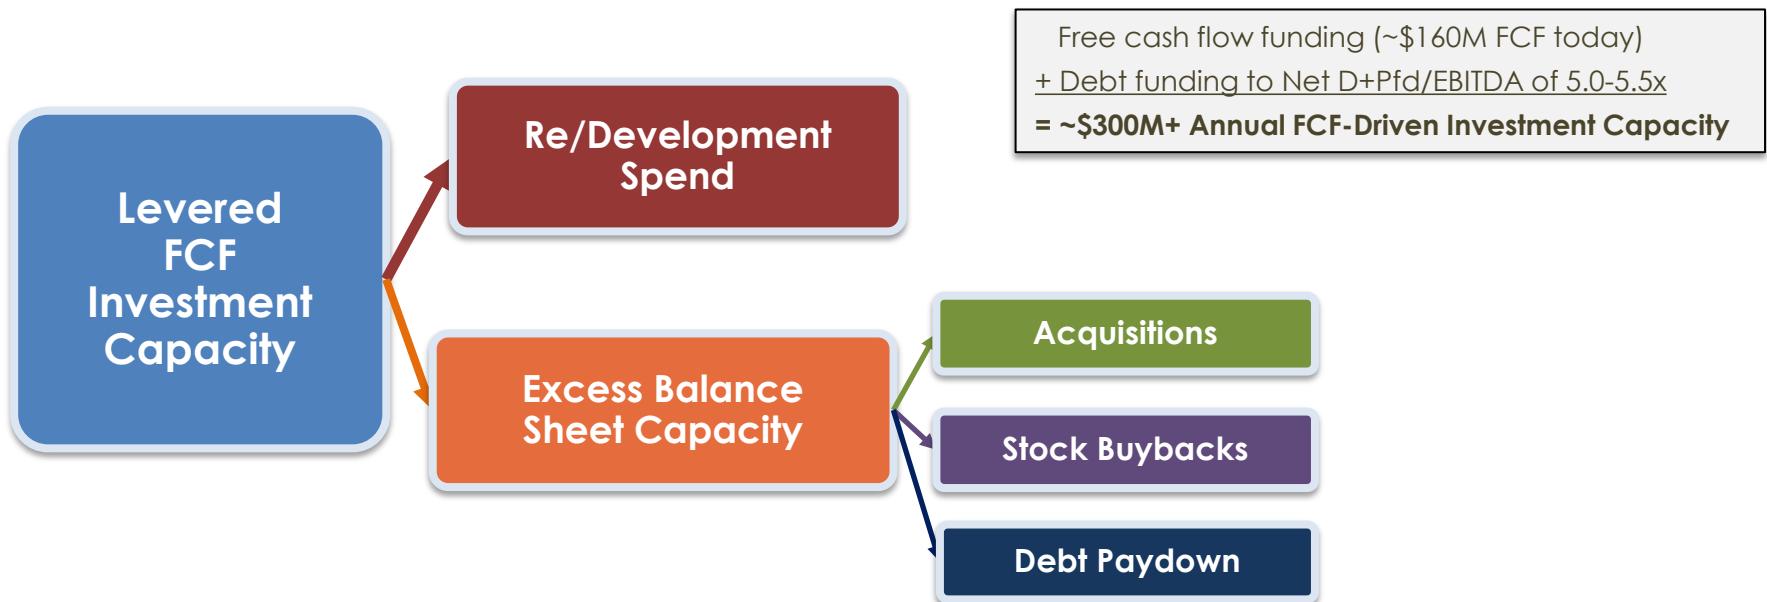 Free cash flow funding (~$160M FCF today)
+ Debt funding to Net D+Pfd/EBITDA of 5.0-5.5x
= ~$300M+ Annual FCF-Driven Investment Capacity
Levered
FCF
Investment
Capacity
Re/Development
Spend
Excess Balance
Sheet Capacity
Acquisitions
Stock Buybacks
Debt Paydown